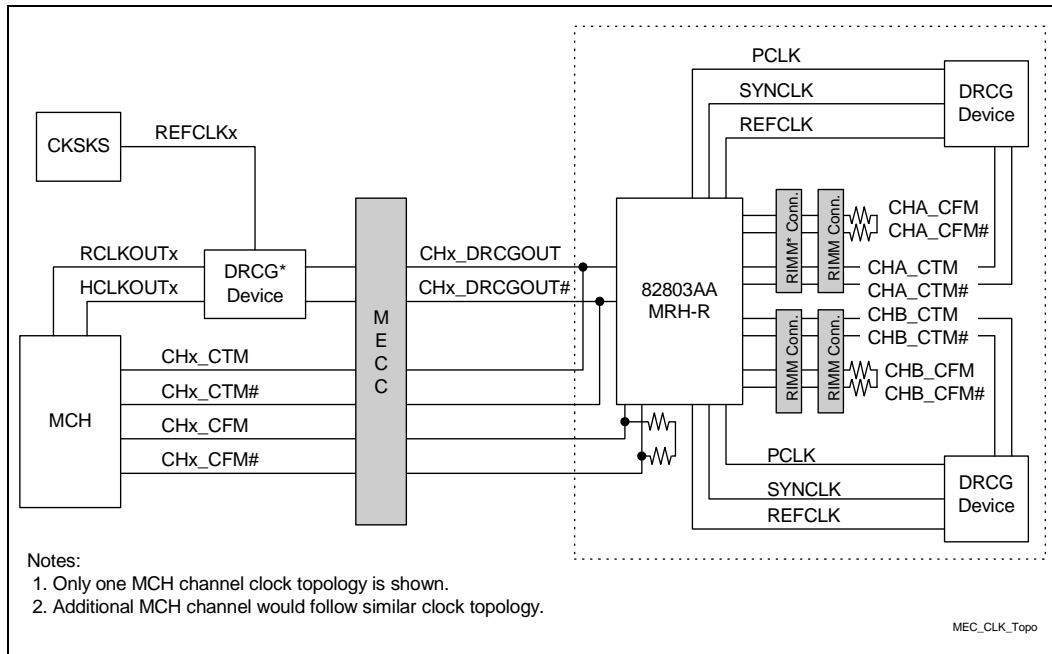 PCLK
SYNCLK
REFCLK
DRCG
Device
CKSKS
REFCLKx
RCLKOUTx
HCLKOUTx
DRCG*
Device
MCH
CHx_CTM
CHx_CTM#
CHx_CFM
CHx_CFM#
MECC
CHx_DRCGOUT
CHx_DRCGOUT#
82803AA
MRH-R
RIMM* Conn.
RIMM Conn.
CHA_CFM
CHA_CFM#
CHA_CTM
CHA_CTM#
CHB_CTM
CHB_CTM#
RIMM Conn.
RIMM Conn.
CHB_CFM
CHB_CFM#
PCLK
SYNCLK
REFCLK
DRCG
Device
Notes:
1. Only one MCH channel clock topology is shown.
2. Additional MCH channel would follow similar clock topology.
MEC_CLK_Topo